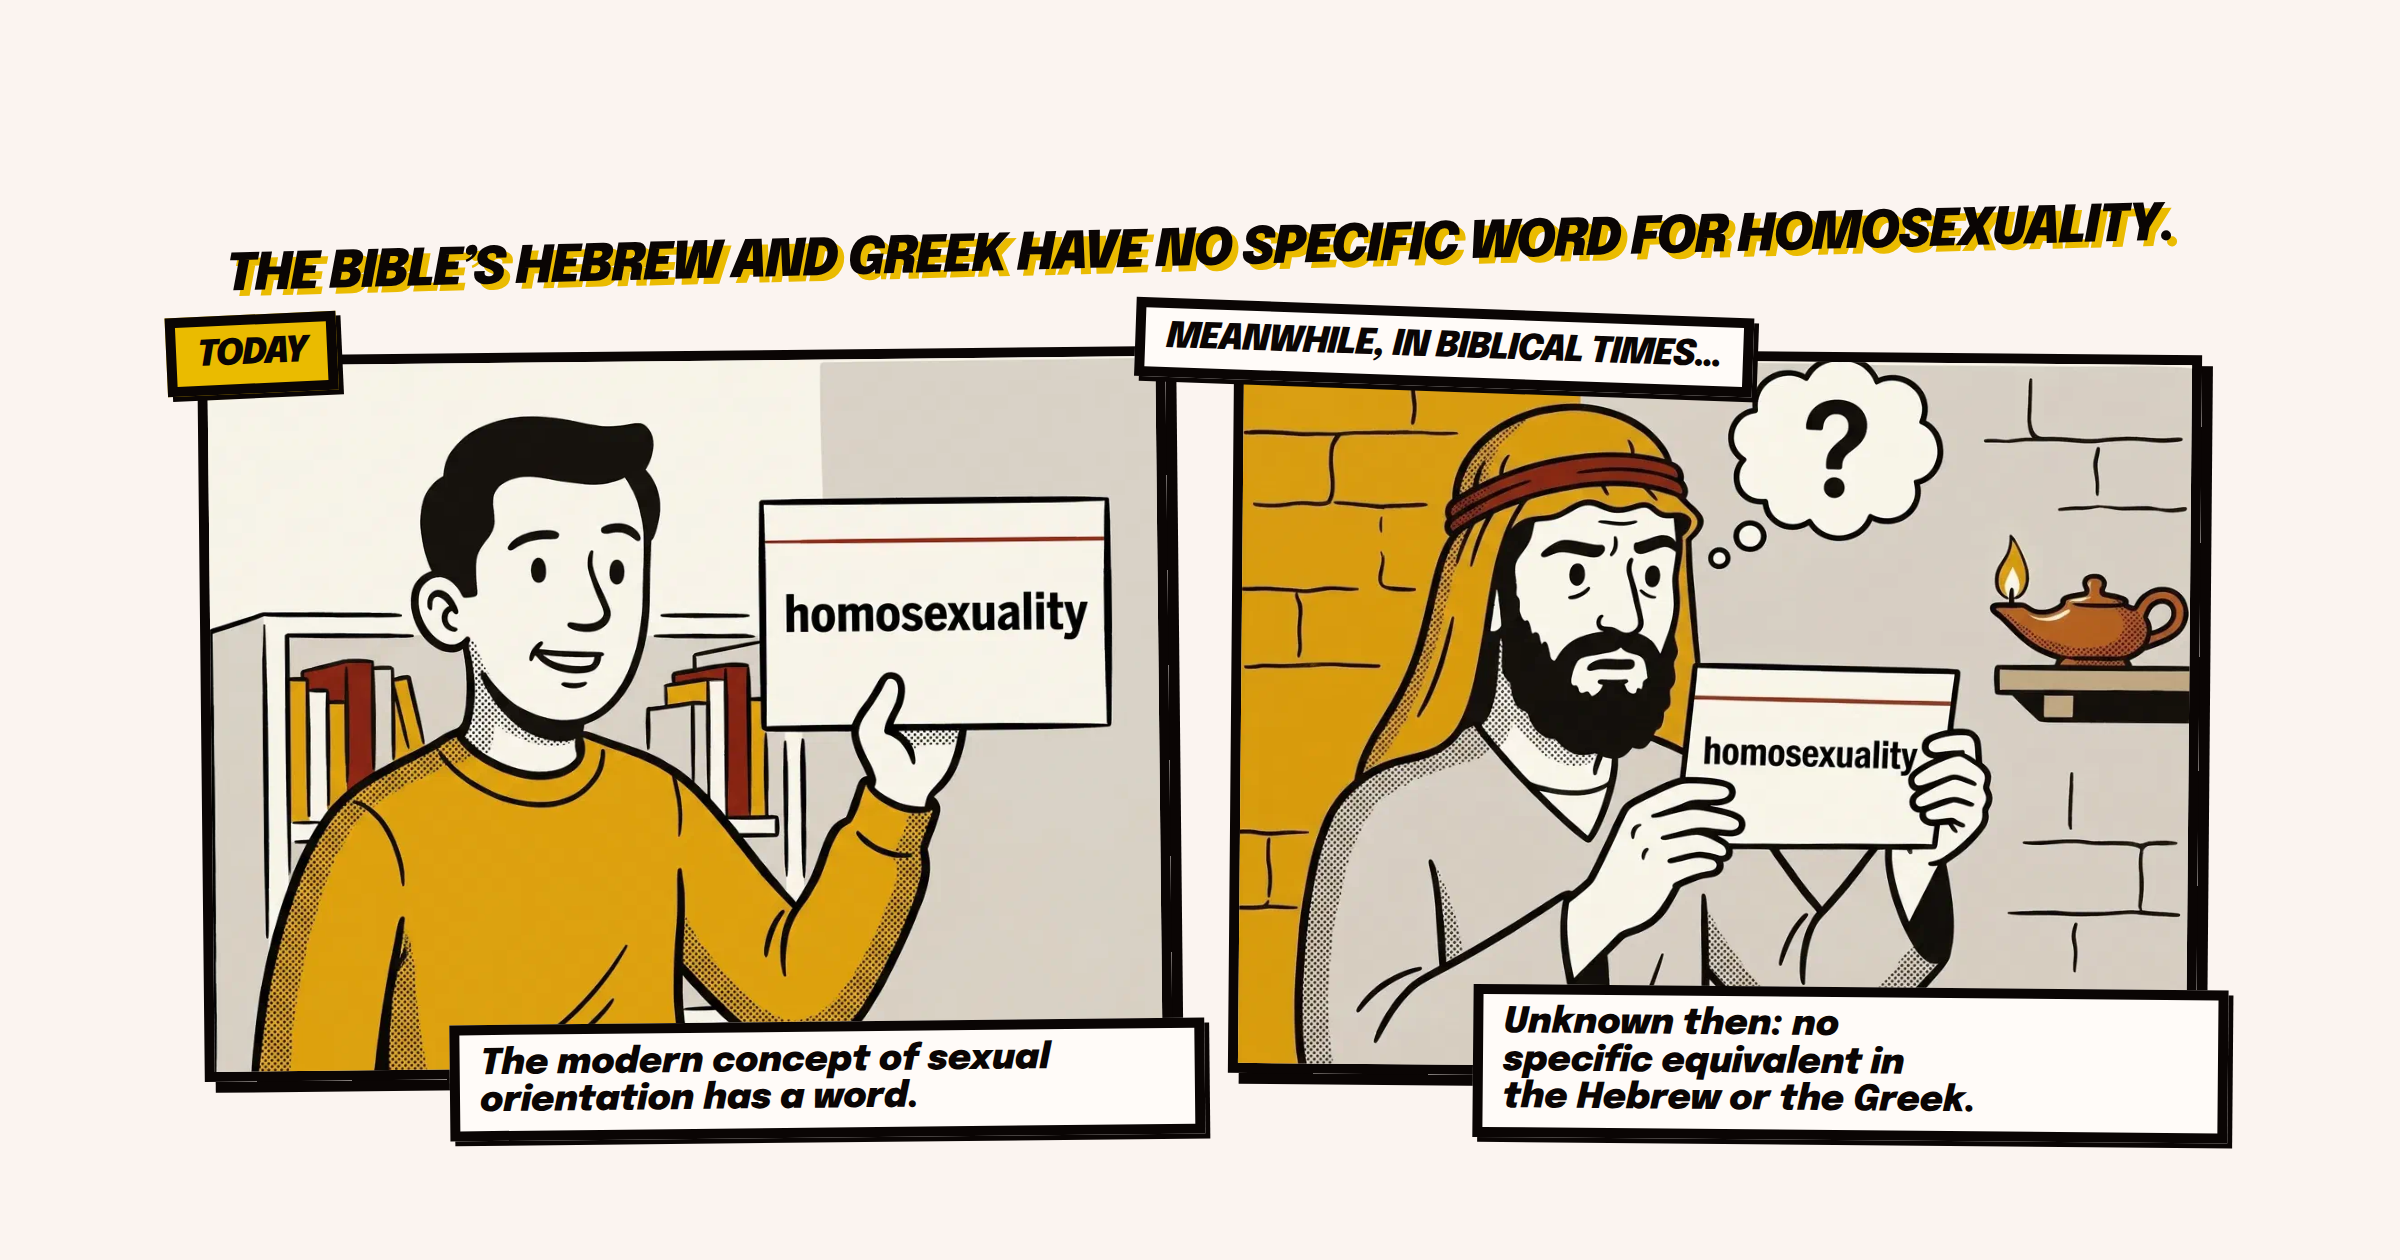 THE BIBLE’S HEBREW AND GREEK HAVE NO SPECIFIC WORD FOR HOMOSEXUALITY.
TODAY
homosexuality
The modern concept of sexual
orientation has a word.
MEANWHILE, IN BIBLICAL TIMES...
?
homosexuality
Unknown then: no
specific equivalent in
the Hebrew or the Greek.